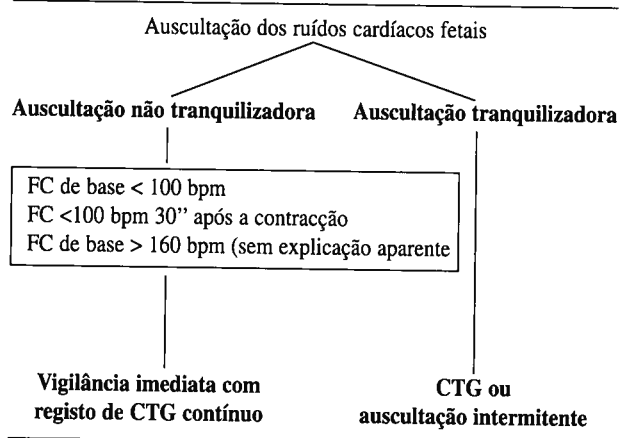 Auscultação dos ruídos cardíacos fetais
Auscultação não tranquilizadora
Auscultação tranquilizadora
FC de base < 100 bpm
FC <100 bpm 30” após a contracção
FC de base > 160 bpm (sem explicação aparente
Vigilância imediata com
registo de CTG contínuo
CTG ou
auscultação intermitente